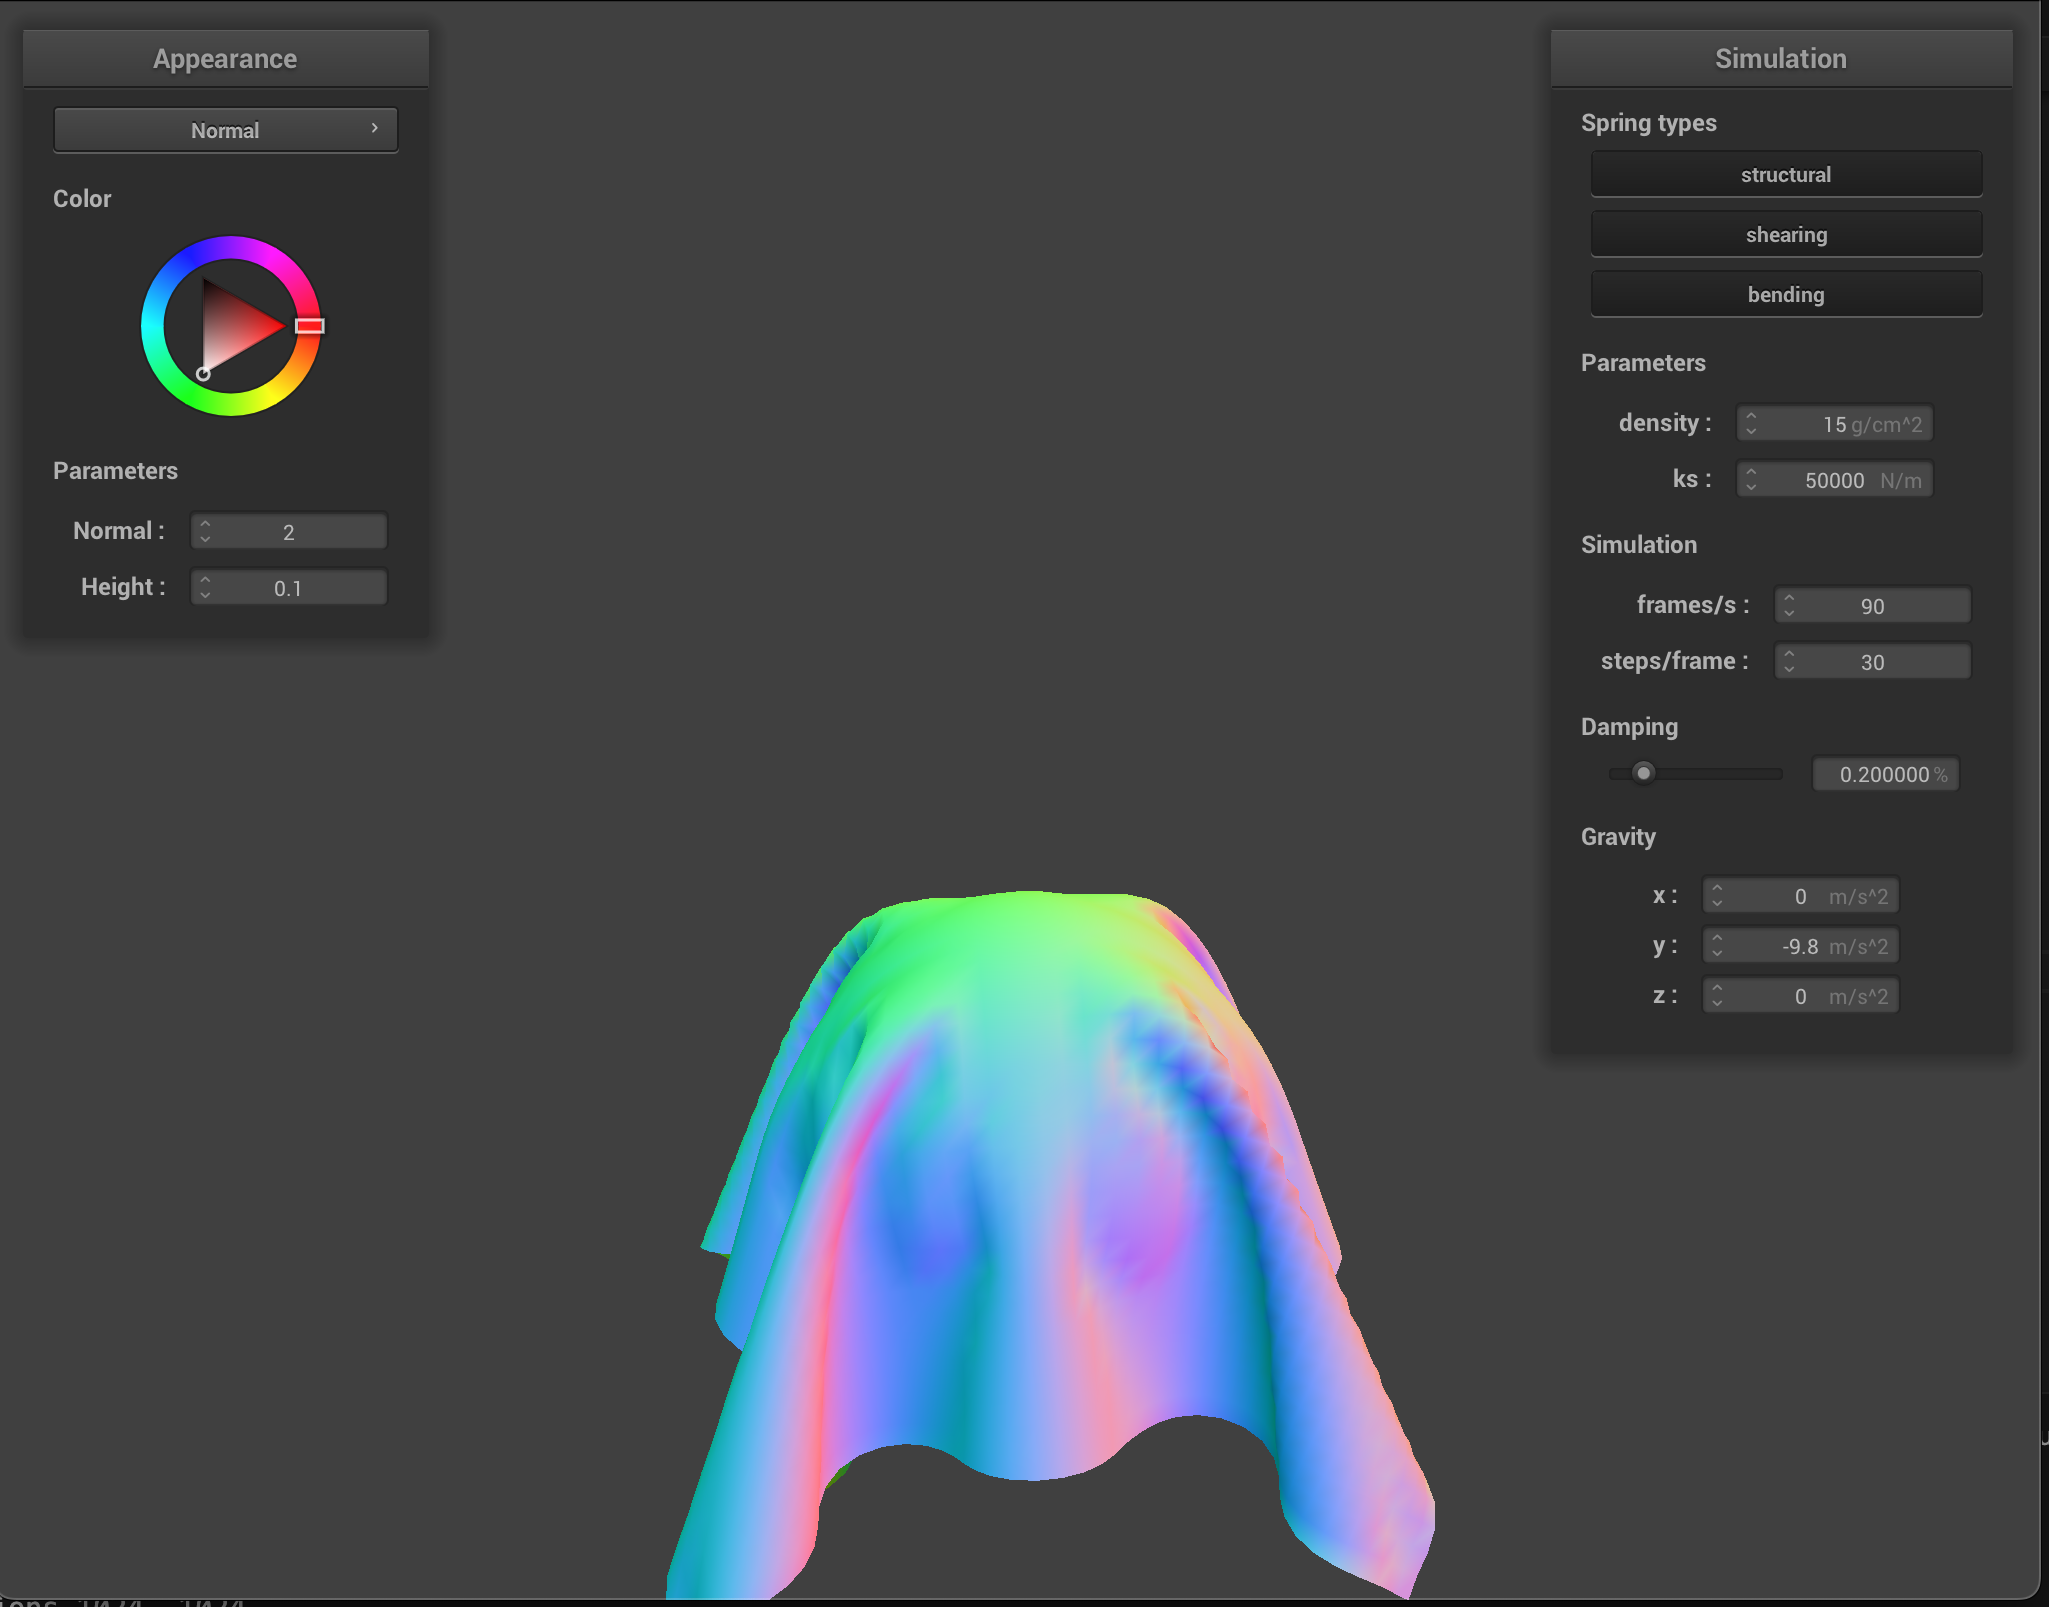 Appearance
Normal
Color
Parameters
Normal : 2
Height : 0.1
Simulation
Spring types
structural
shearing
bending
Parameters
density : 15 g/cm^2
ks : 50000 N/m
Simulation
frames/s : 90
steps/frame : 30
Damping
0.200000 %
Gravity
x : 0 m/s^2
y : -9.8 m/s^2
z : 0 m/s^2